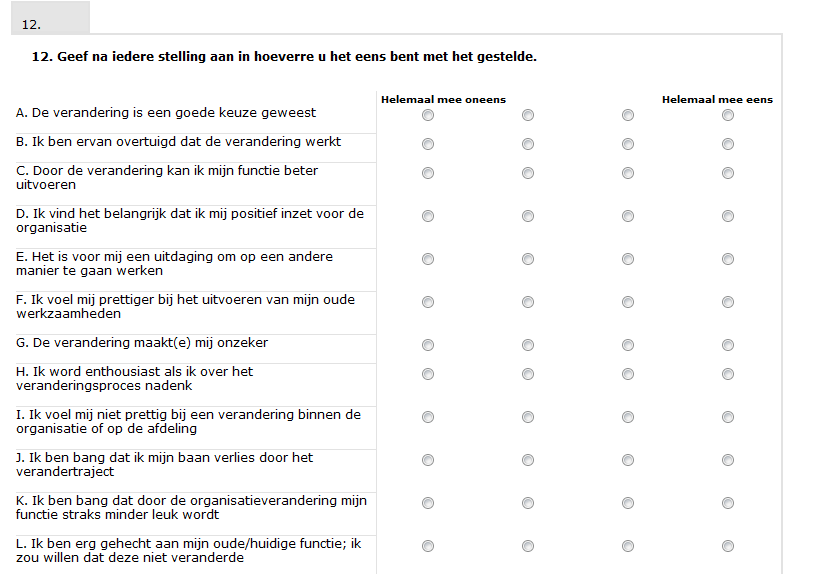 12.
12. Geef na iedere stelling aan in hoeverre u het eens bent met het gestelde.
Helemaal mee oneens Helemaal mee eens
A. De verandering is een goede keuze geweest
B. Ik ben ervan overtuigd dat de verandering werkt
C. Door de verandering kan ik mijn functie beter
uitvoeren
D. Ik vind het belangrijk dat ik mij positief inzet voor de
organisatie
E. Het is voor mij een uitdaging om op een andere
manier te gaan werken
F. Ik voel mij prettiger bij het uitvoeren van mijn oude
werkzaamheden
G. De verandering maakt(e) mij onzeker
H. Ik word enthousiast als ik over het
veranderingsproces nadenk
I. Ik voel mij niet prettig bij een verandering binnen de
organisatie of op de afdeling
J. Ik ben bang dat ik mijn baan verlies door het
verandertraject
K. Ik ben bang dat door de organisatieverandering mijn
functie straks minder leuk wordt
L. Ik ben erg gehecht aan mijn oude/huidige functie; ik
zou willen dat deze niet veranderde